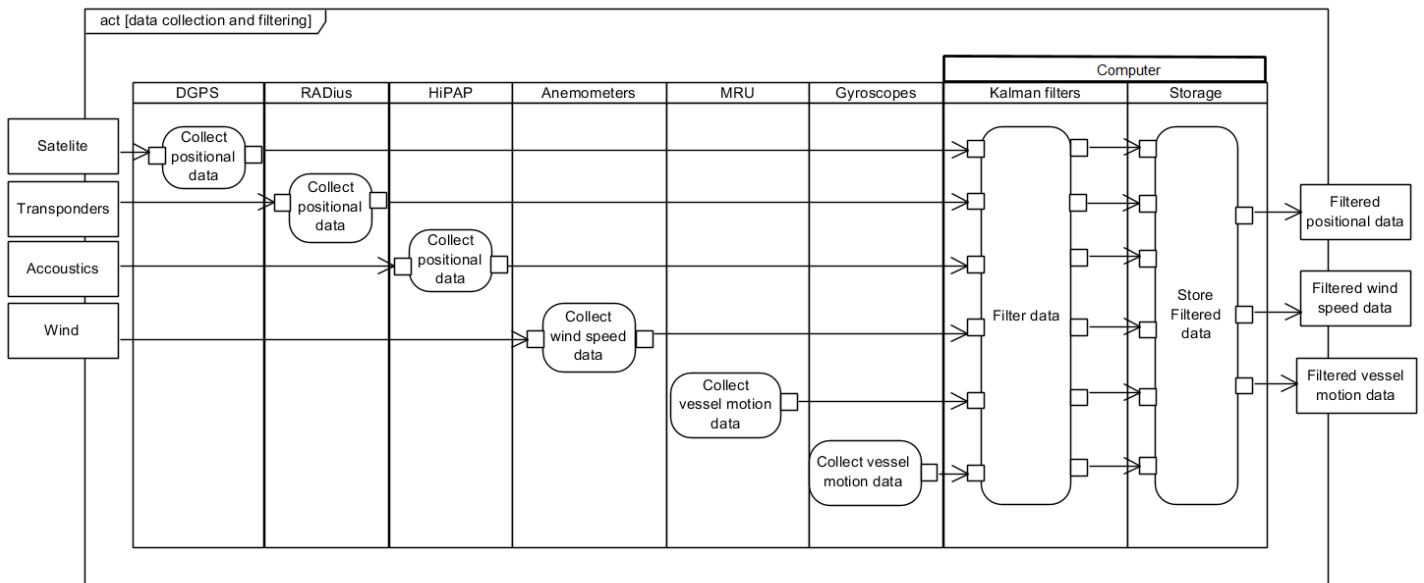 act [data collection and filtering]
Computer
DGPS
RADius
HiPAP
Anemometers
MRU
Gyroscopes
Kalman filters
Storage
Satelite
Transponders
Accoustics
Wind
Collect
positional
data
Collect
positional
data
Collect
positional
data
Collect
wind speed
data
Collect
vessel motion
data
Collect vessel
motion data
Filter data
Store
Filtered
data
Filtered
positional data
Filtered wind
speed data
Filtered vessel
motion data